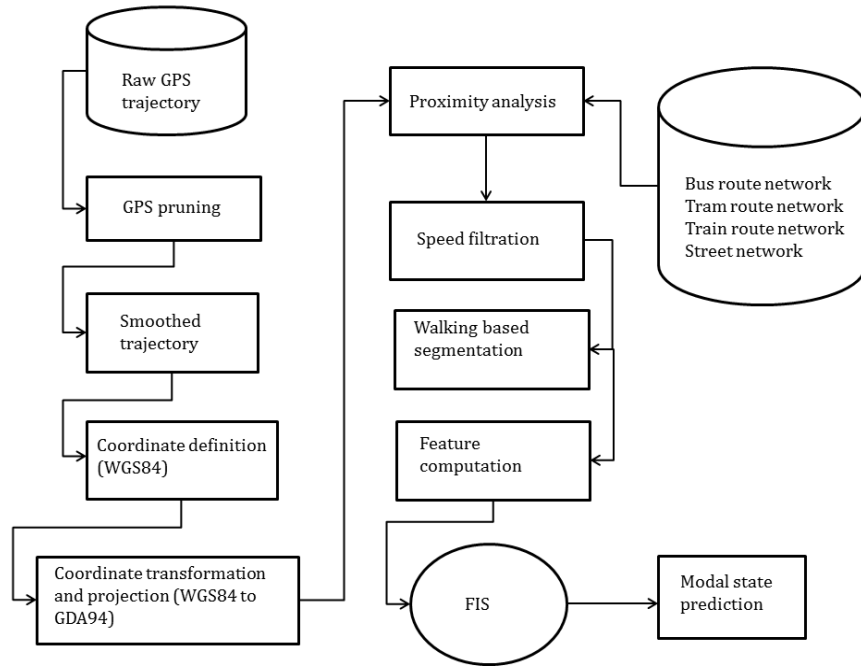 Raw GPS
trajectory
GPS pruning
Smoothed
trajectory
Coordinate definition
(WGS84)
Coordinate transformation
and projection (WGS84 to
GDA94)
Proximity analysis
Speed filtration
Walking based
segmentation
Feature
computation
FIS
Bus route network
Tram route network
Train route network
Street network
Modal state
prediction